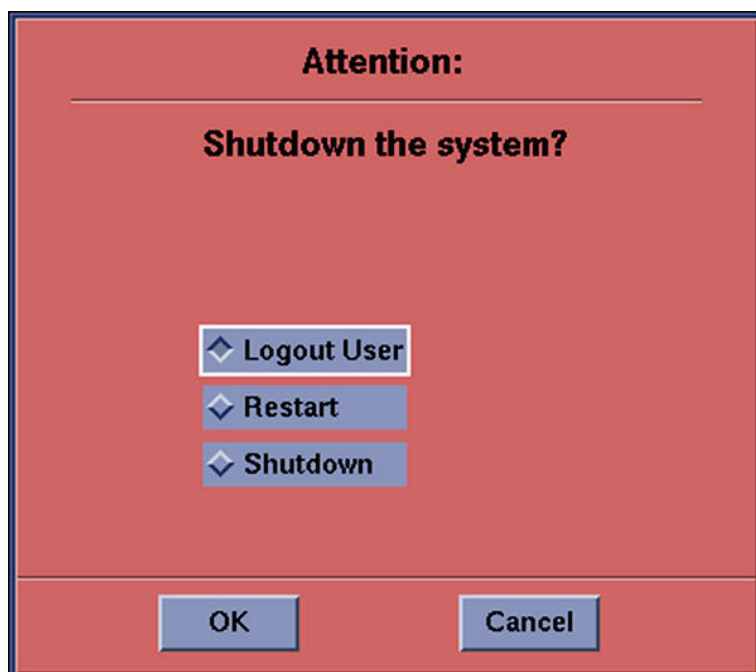 Attention:
Shutdown the system?
Logout User
Restart
Shutdown
OK
Cancel